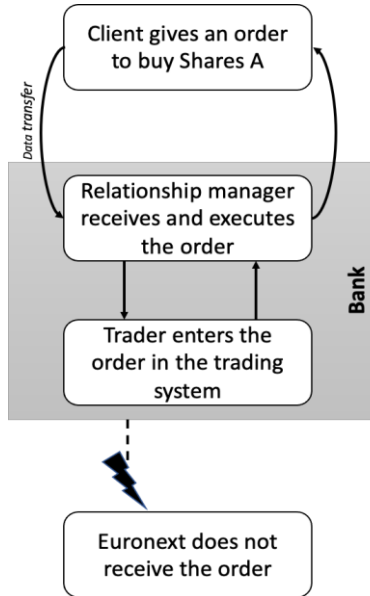 Client gives an order
to buy Shares A
Data transfer
Relationship manager
receives and executes
the order
Bank
Trader enters the
order in the trading
system
Euronext does not
receive the order